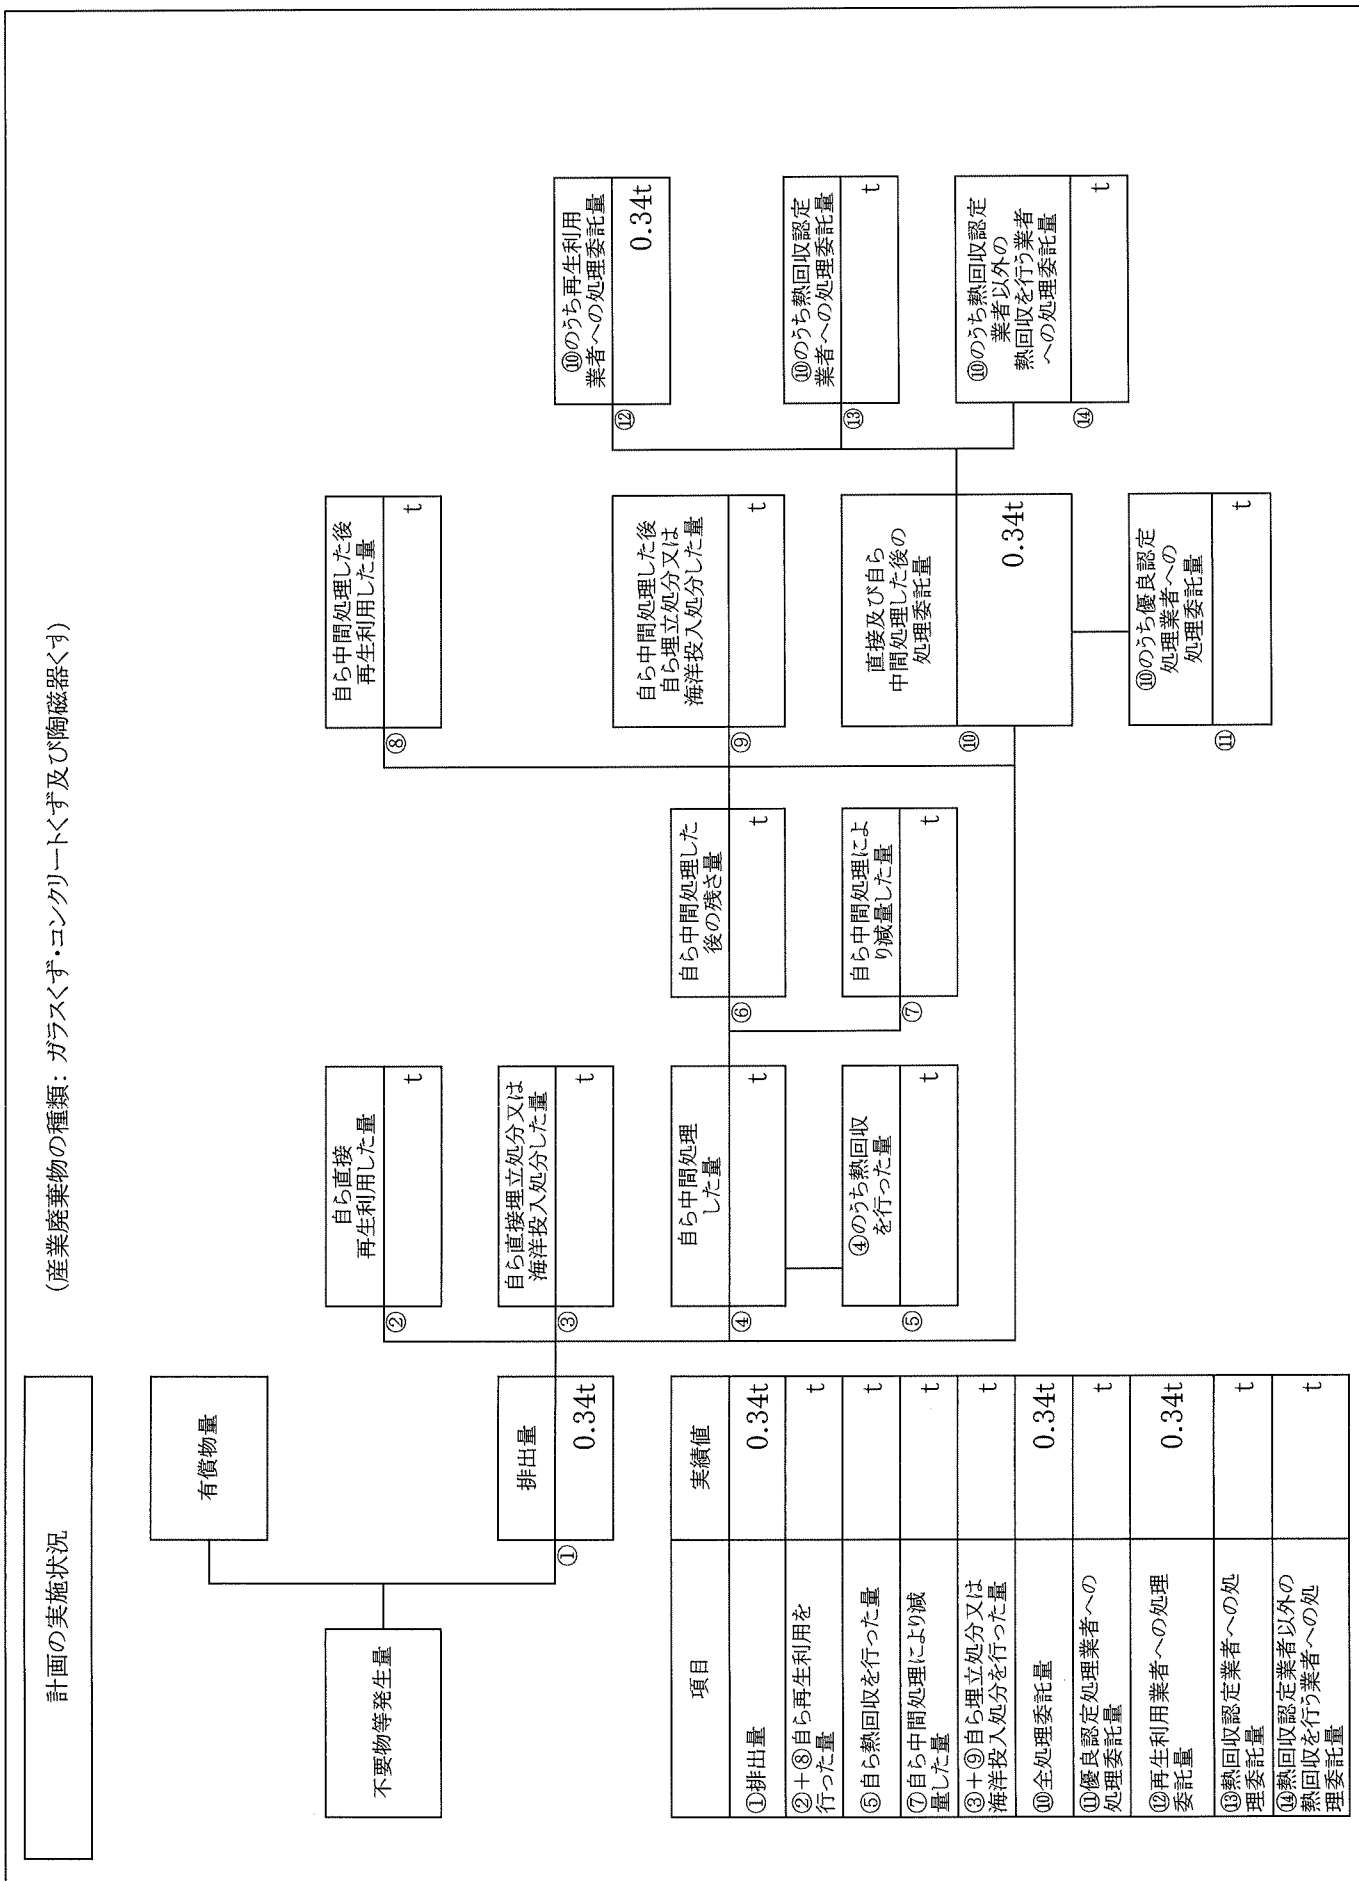 計画の実施状況
(産業廃棄物の種類：ガラスくず・コンクリートくず及び陶磁器くす)
不要物等発生量
有償物量
①
排出量
0.34t
②
自ら直接
再生利用した量
t
③
自ら直接埋立処分又は
海洋投入処分した量
t
④
自ら中間処理
した量
t
⑤
④のうち熱回収
を行った量
t
⑥
自ら中間処理した
後の残さ量
t
⑦
自ら中間処理によ
り減量した量
t
⑧
自ら中間処理した後
再生利用した量
t
⑨
自ら中間処理した後
自ら埋立処分又は
海洋投入処分した量
t
⑩
直接及び自ら
中間処理した後の
処理委託量
0.34t
⑪
⑩のうち優良認定
処理業者への
処理委託量
t
⑫
⑩のうち再生利用
業者への処理委託量
0.34t
⑬
⑩のうち熱回収認定
業者への処理委託量
t
⑭
⑩のうち熱回収認定
業者以外の
熱回収を行う業者
への処理委託量
t
項目 実績値
①排出量 0.34t
②＋⑧自ら再生利用を
行った量 t
⑤自ら熱回収を行った量 t
⑦自ら中間処理により減
量した量 t
③＋⑨自ら埋立処分又は
海洋投入処分を行った量 t
⑩全処理委託量 0.34t
⑪優良認定処理業者への
処理委託量 t
⑫再生利用業者への処理
委託量 0.34t
⑬熱回収認定業者への処
理委託量 t
⑭熱回収認定業者以外の
熱回収を行う業者への処
理委託量 t